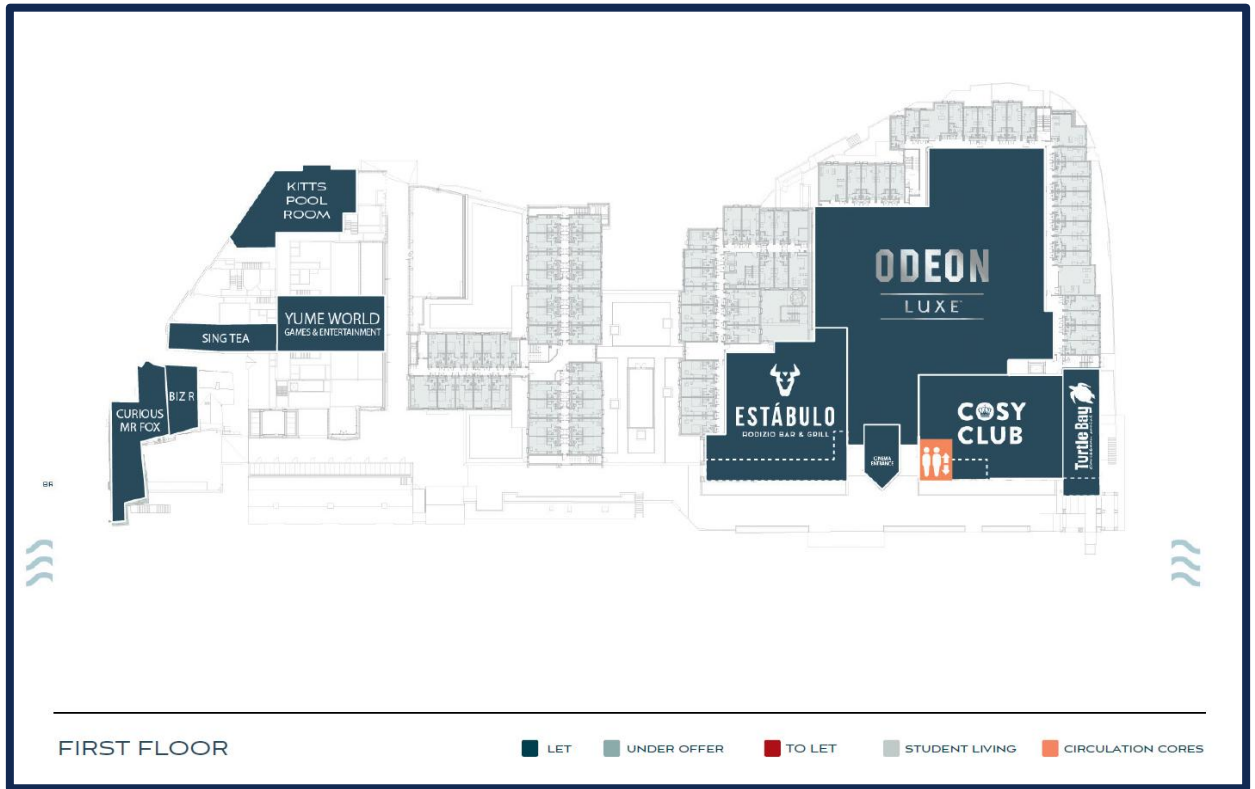 KITTS
POOL
ROOM
YUME WORLD
GAMES & ENTERTAINMENT
SING TEA
BIZ R
CURIOUS
MR FOX
BR
ODEON
LUXE
ESTÁBULO
RODIZIO BAR & GRILL
CINEMA
ENTRANCE
COSY
CLUB
Turtle Bay
FIRST FLOOR
LET
UNDER OFFER
TO LET
STUDENT LIVING
CIRCULATION CORES